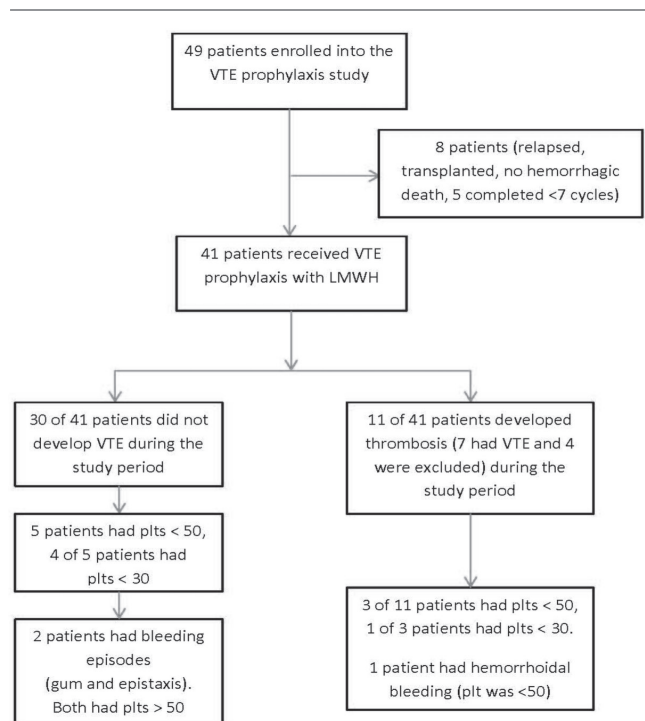 49 patients enrolled into the
VTE prophylaxis study
8 patients (relapsed,
transplanted, no hemorrhagic
death, 5 completed <7 cycles)
41 patients received VTE
prophylaxis with LMWH
30 of 41 patients did not
develop VTE during the
study period
11 of 41 patients developed
thrombosis (7 had VTE and 4
were excluded) during the
study period
5 patients had plts < 50,
4 of 5 patients had
plts < 30
3 of 11 patients had plts < 50,
1 of 3 patients had plts < 30.
1 patient had hemorrhoidal
bleeding (plt was <50)
2 patients had bleeding
episodes
(gum and epistaxis).
Both had plts > 50